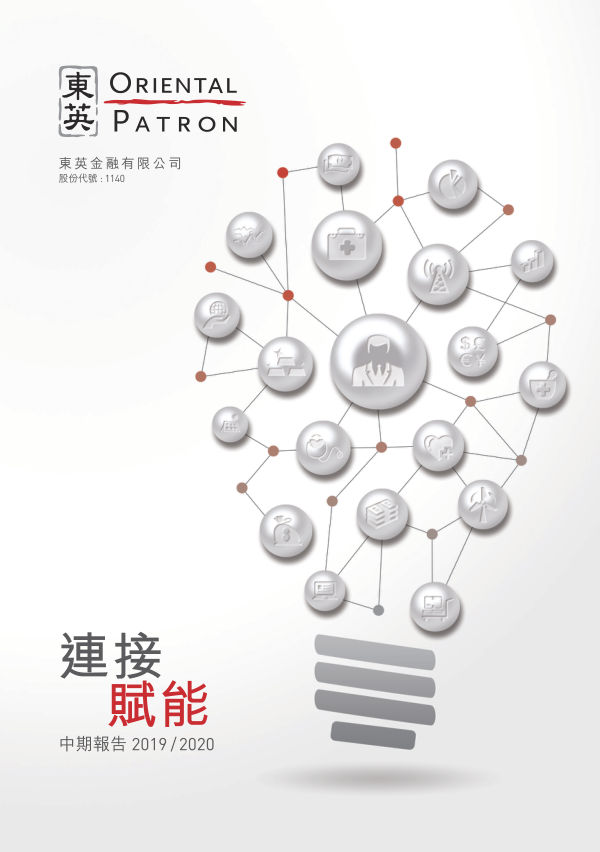 東英
ORIENTAL
PATRON
東英金融有限公司
股份代號 : 1140
$ £
€ ¥
$
連接
賦能
中期報告 2019 / 2020